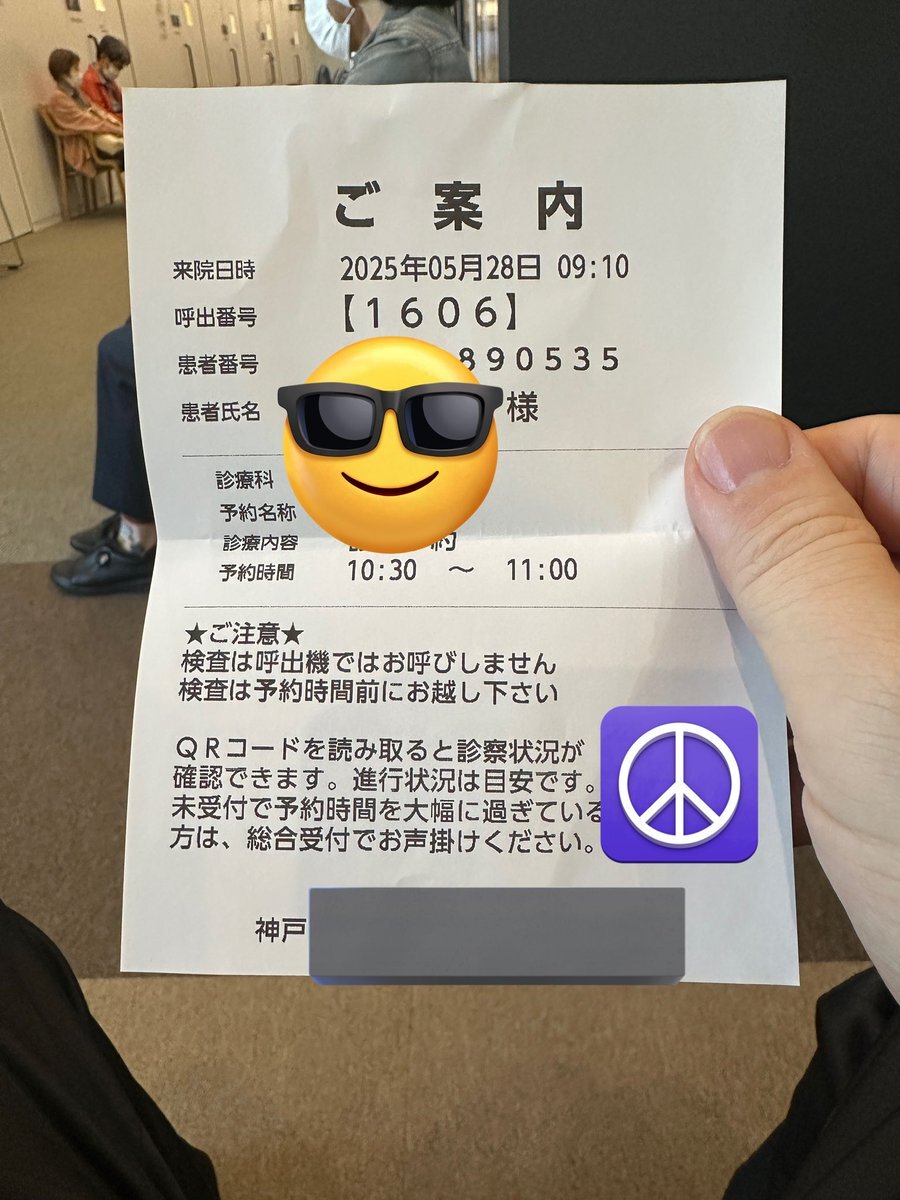 ご案内
来院日時 2025年05月28日 09:10
呼出番号 【1606】
患者番号 890535
患者氏名 様
診療科
予約名称
診療内容 約
予約時間 10:30 ～ 11:00
★ご注意★
検査は呼出機ではお呼びしません
検査は予約時間前にお越し下さい
QRコードを読み取ると診察状況が
確認できます。進行状況は目安です。
未受付で予約時間を大幅に過ぎている
方は、総合受付でお声掛けください。
神戸